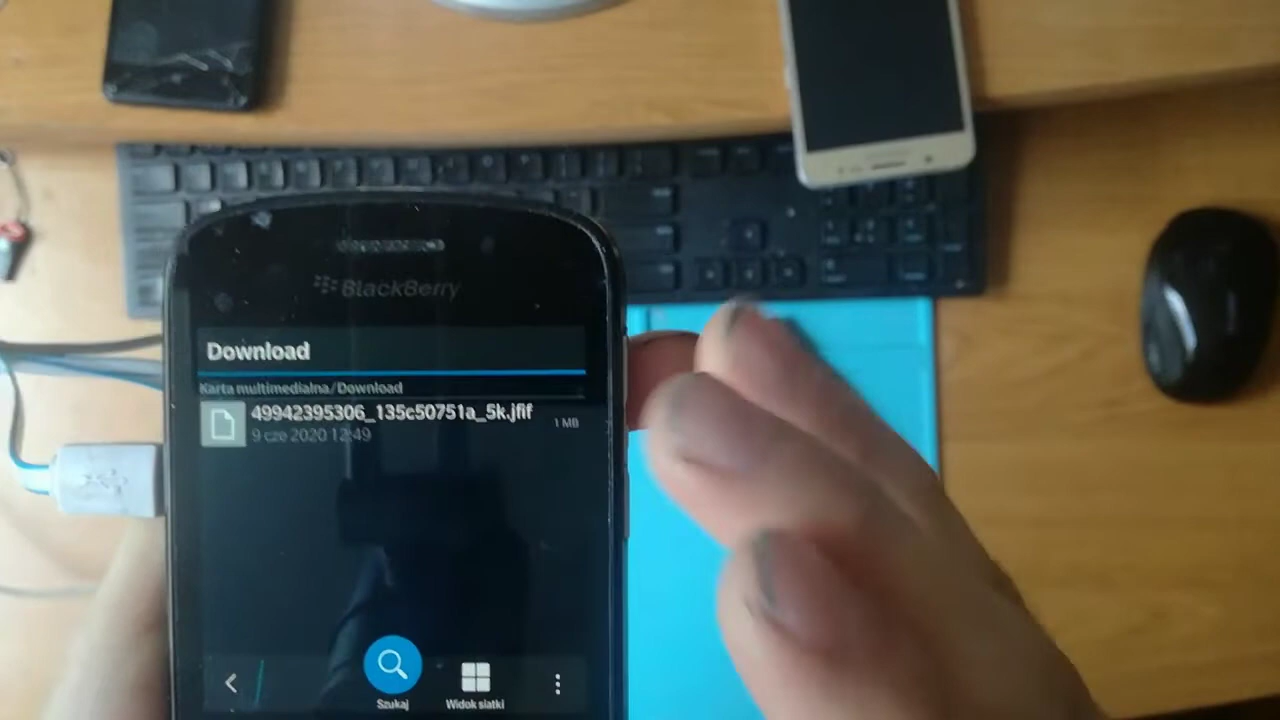 BlackBerry
Download
Karta multimedialna/Download
49942395306_135c50751a_5k.jfif
1 MB
9 cze 2020 12:49
Szukaj
Widok siatki